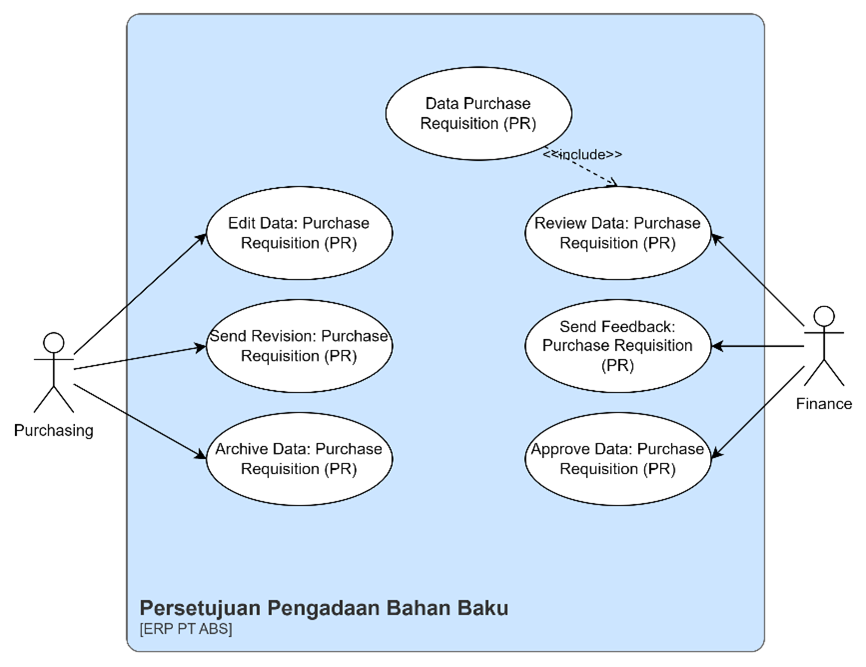 Data Purchase
Requisition (PR)
<<include>>
Edit Data: Purchase
Requisition (PR)
Review Data: Purchase
Requisition (PR)
Send Revision: Purchase
Requisition (PR)
Send Feedback:
Purchase Requisition
(PR)
Purchasing
Finance
Archive Data: Purchase
Requisition (PR)
Approve Data: Purchase
Requisition (PR)
Persetujuan Pengadaan Bahan Baku
[ERP PT ABS]